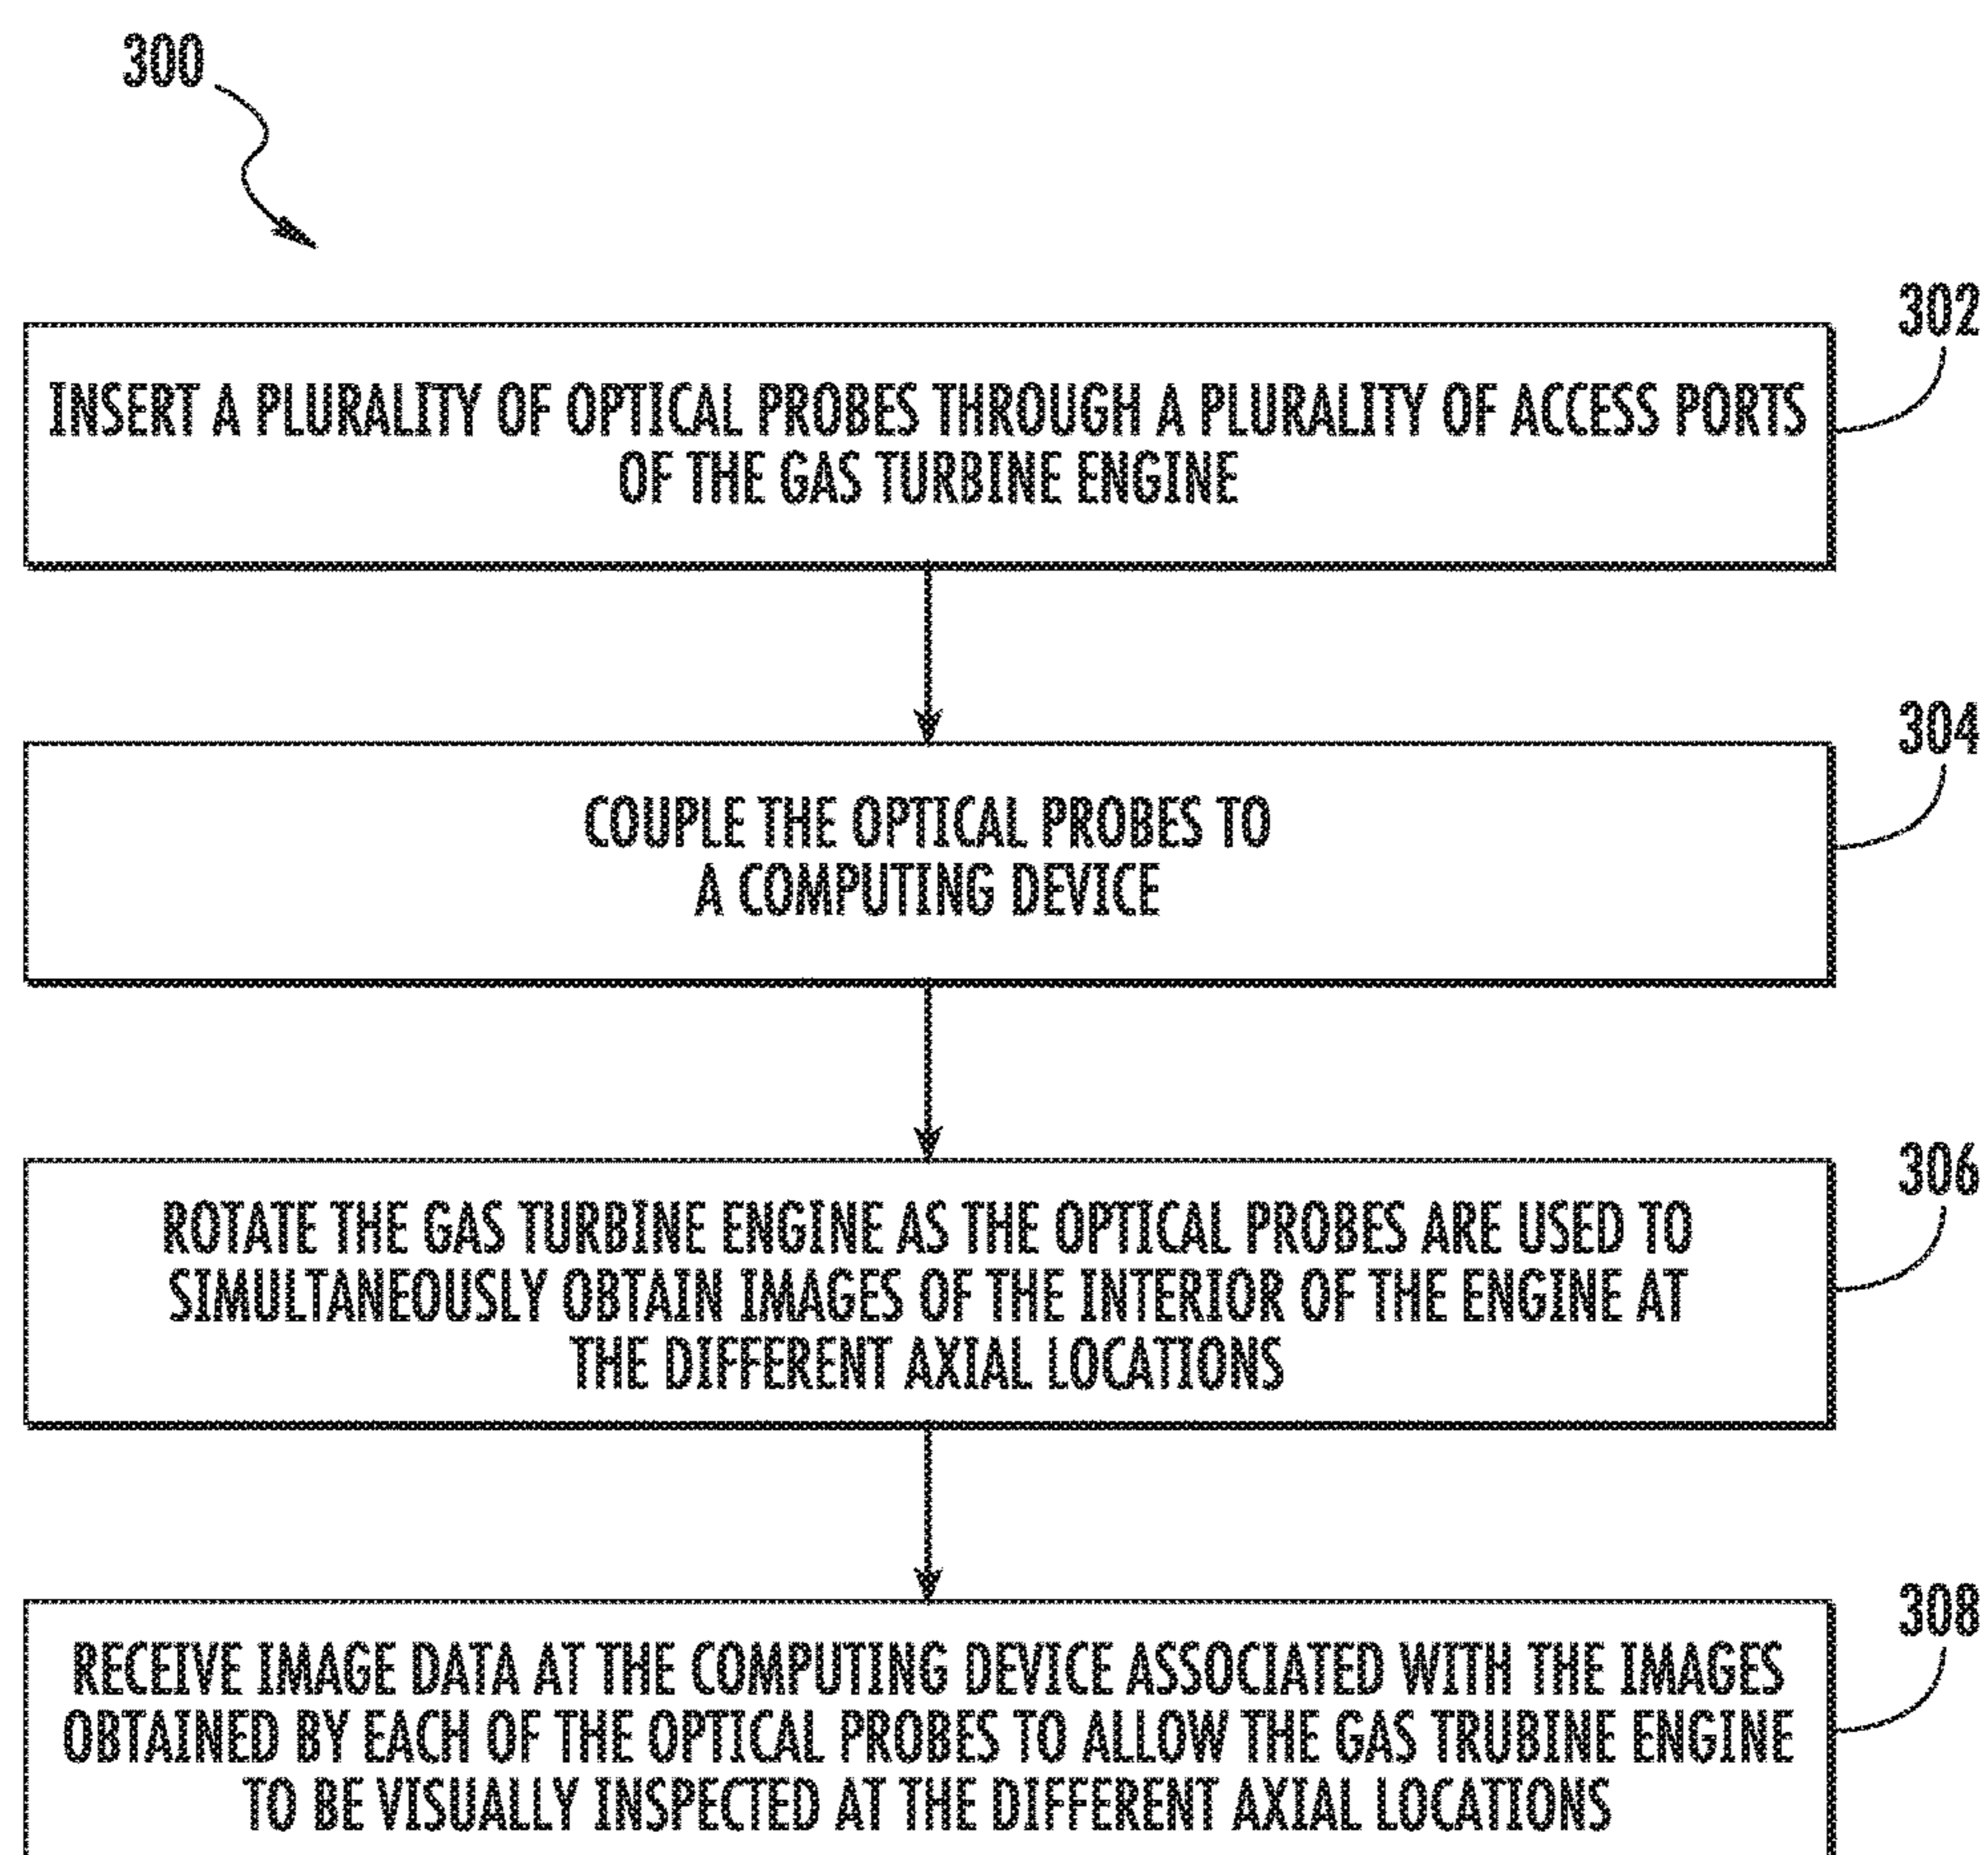 300
302
INSERT A PLURALITY OF OPTICAL PROBES THROUGH A PLURALITY OF ACCESS PORTS
OF THE GAS TURBINE ENGINE
304
COUPLE THE OPTICAL PROBES TO
A COMPUTING DEVICE
306
ROTATE THE GAS TURBINE ENGINE AS THE OPTICAL PROBES ARE USED TO
SIMULTANEOUSLY OBTAIN IMAGES OF THE INTERIOR OF THE ENGINE AT
THE DIFFERENT AXIAL LOCATIONS
308
RECEIVE IMAGE DATA AT THE COMPUTING DEVICE ASSOCIATED WITH THE IMAGES
OBTAINED BY EACH OF THE OPTICAL PROBES TO ALLOW THE GAS TRUBINE ENGINE
TO BE VISUALLY INSPECTED AT THE DIFFERENT AXIAL LOCATIONS